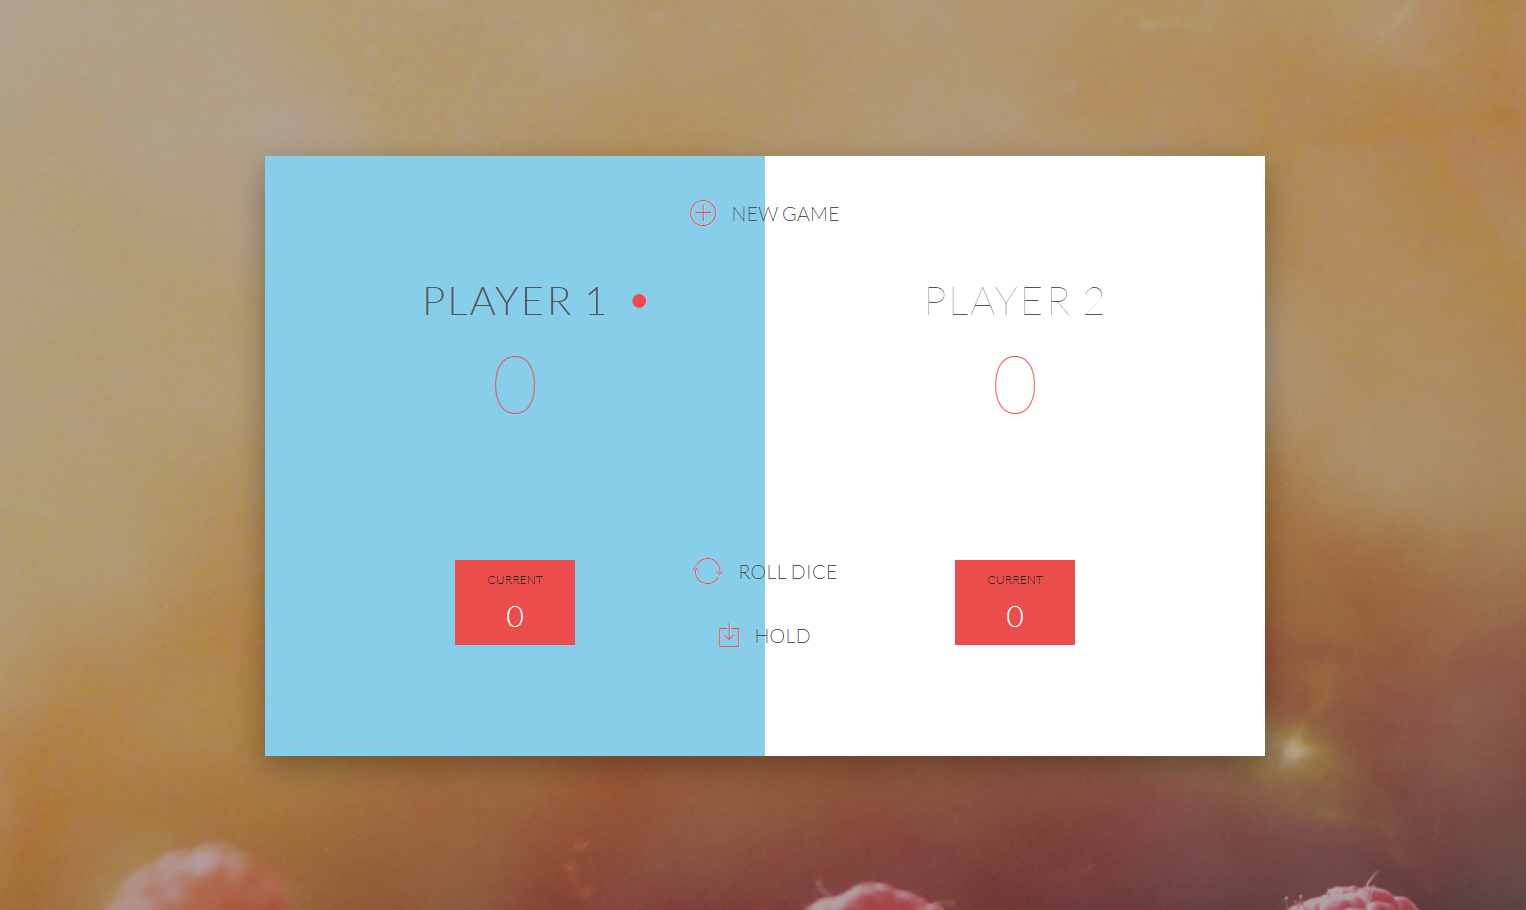 NEW GAME
PLAYER 1
0
PLAYER 2
0
CURRENT
0
ROLL DICE
HOLD
CURRENT
0